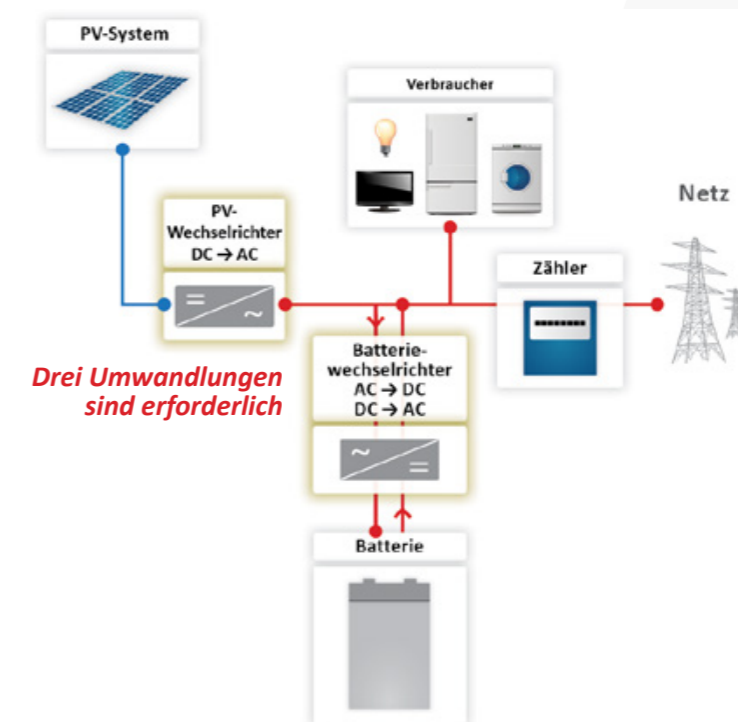 PV-System
Verbraucher
Netz
PV-
Wechselrichter
DC → AC
Zähler
Drei Umwandlungen
sind erforderlich
Batterie-
wechselrichter
AC → DC
DC → AC
Batterie